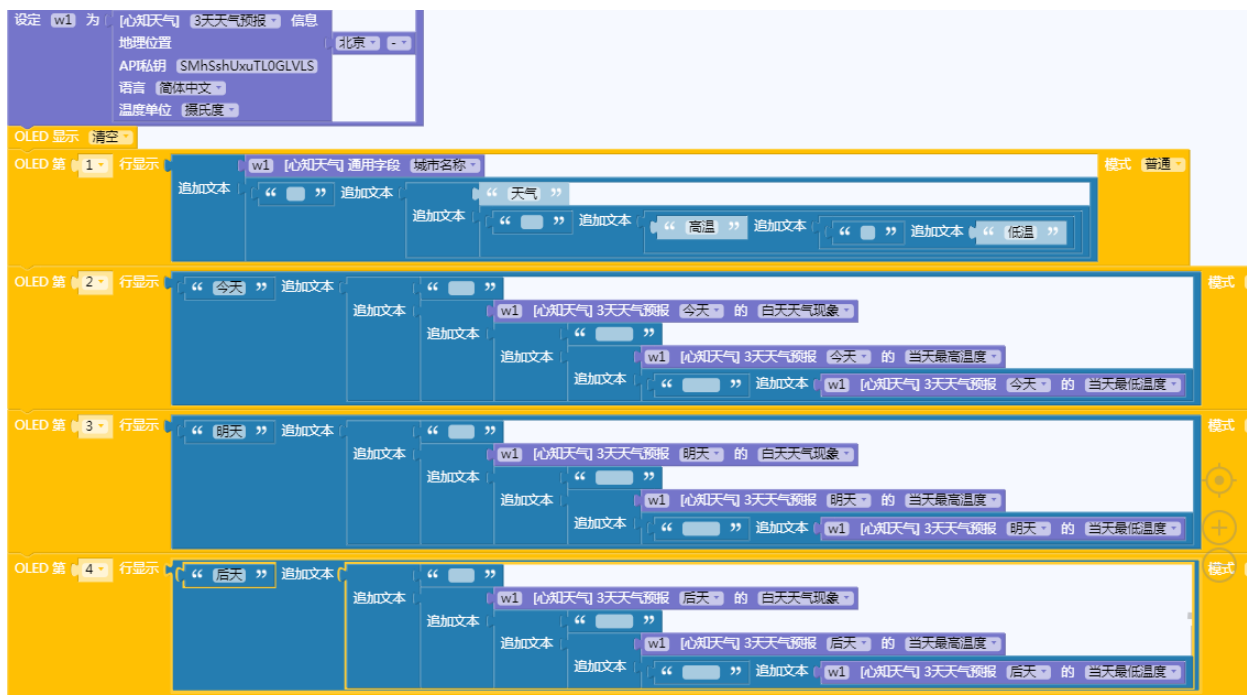 设定 w1 为 [心知天气] 3天天气预报 信息
地理位置 北京 -
API私钥 SMhSshUxuTL0GLVLS
语言 简体中文
温度单位 摄氏度
OLED 显示 清空
OLED 第 1 行显示 w1 [心知天气] 通用字段 城市名称 模式 普通
追加文本 “ ” 追加文本 “ 天气 ”
追加文本 “ ” 追加文本 “ 高温 ” 追加文本 “ ” 追加文本 “ 低温 ”
OLED 第 2 行显示 “ 今天 ” 追加文本 “ ” 模式
追加文本 w1 [心知天气] 3天天气预报 今天 的 白天天气现象
追加文本 “ ”
追加文本 w1 [心知天气] 3天天气预报 今天 的 当天最高温度
追加文本 “ ” 追加文本 w1 [心知天气] 3天天气预报 今天 的 当天最低温度
OLED 第 3 行显示 “ 明天 ” 追加文本 “ ” 模式
追加文本 w1 [心知天气] 3天天气预报 明天 的 白天天气现象
追加文本 “ ”
追加文本 w1 [心知天气] 3天天气预报 明天 的 当天最高温度
追加文本 “ ” 追加文本 w1 [心知天气] 3天天气预报 明天 的 当天最低温度
OLED 第 4 行显示 “ 后天 ” 追加文本 “ ” 模式
追加文本 w1 [心知天气] 3天天气预报 后天 的 白天天气现象
追加文本 “ ”
追加文本 w1 [心知天气] 3天天气预报 后天 的 当天最高温度
追加文本 “ ” 追加文本 w1 [心知天气] 3天天气预报 后天 的 当天最低温度